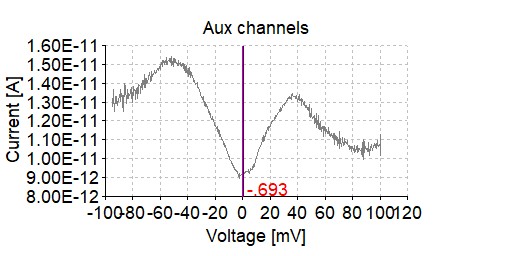 Aux channels
1.60E-11
1.50E-11
1.40E-11
1.30E-11
1.20E-11
1.10E-11
1.00E-11
9.00E-12
8.00E-12
Current [A]
-.693
-100 -80 -60 -40 -20 0 20 40 60 80 100 120
Voltage [mV]